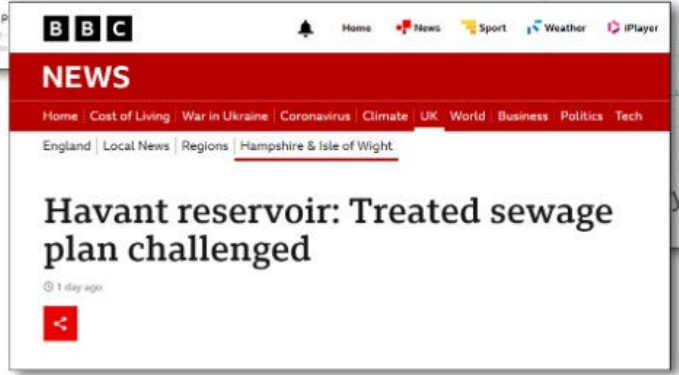 BBC
Home News Sport Weather iPlayer
NEWS
Home Cost of Living War in Ukraine Coronavirus Climate UK World Business Politics Tech
England Local News Regions Hampshire & Isle of Wight
Havant reservoir: Treated sewage
plan challenged
1 day ago